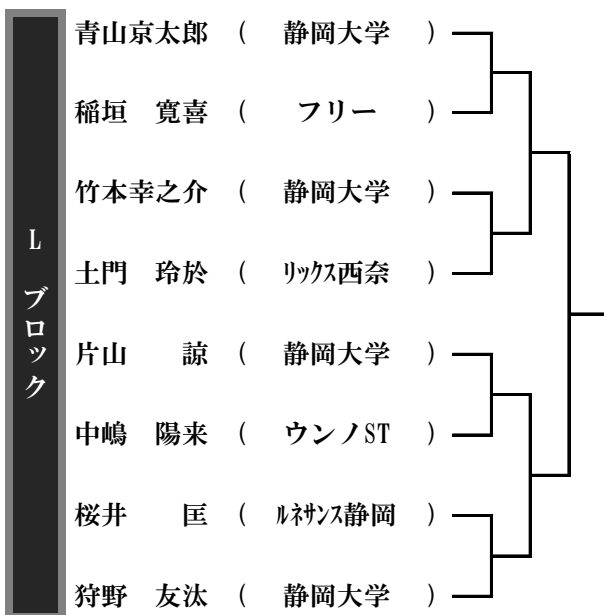 L ブロック
青山京太郎 ( 静岡大学 )
稲垣 寛喜 ( フリー )
竹本幸之介 ( 静岡大学 )
土門 玲於 ( リックス西奈 )
片山 諒 ( 静岡大学 )
中嶋 陽来 ( ウンノST )
桜井 匡 ( ルネサンス静岡 )
狩野 友汰 ( 静岡大学 )